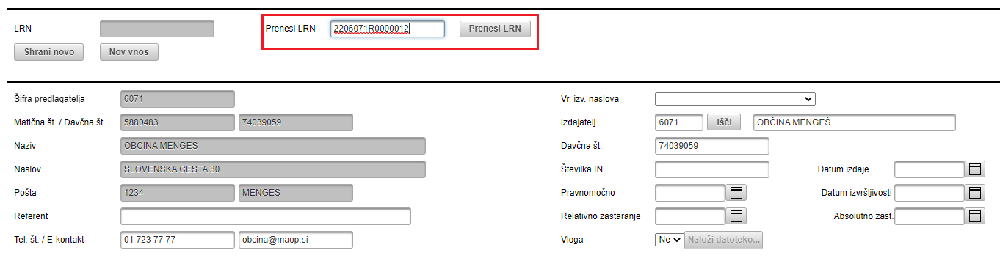 LRN Prenesi LRN 2206071R0000012 Prenesi LRN
Shrani novo Nov vnos
Šifra predlagatelja 6071 Vr. izv. naslova
Matična št. / Davčna št. 5880483 74039059 Izdajatelj 6071 Išči OBČINA MENGEŠ
Naziv OBČINA MENGEŠ Davčna št. 74039059
Naslov SLOVENSKA CESTA 30 Številka IN Datum izdaje
Pošta 1234 MENGEŠ Pravnomočno Datum izvršljivosti
Referent Relativno zastaranje Absolutno zast.
Tel. št. / E-kontakt 01 723 77 77 obcina@maop.si Vloga Ne Naloži datoteko...